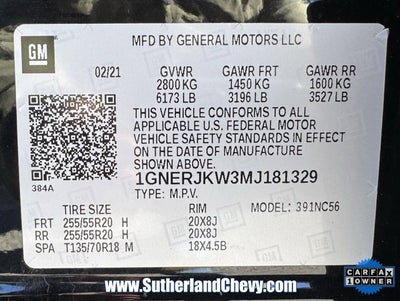 GM
MFD BY GENERAL MOTORS LLC
02/21 GVWR GAWR FRT GAWR RR
2800 KG 1450 KG 1600 KG
6173 LB 3196 LB 3527 LB
THIS VEHICLE CONFORMS TO ALL
APPLICABLE U.S. FEDERAL MOTOR
VEHICLE SAFETY STANDARDS IN EFFECT
ON THE DATE OF MANUFACTURE
SHOWN ABOVE.
384A
1GNERJKW3MJ181329
TYPE: M.P.V.
TIRE SIZE RIM MODEL: 391NC56
FRT 255/55R20 H 20X8J
RR 255/55R20 H 20X8J
SPA T135/70R18 M 18X4.5B
www.SutherlandChevy.com
CARFAX
1 OWNER